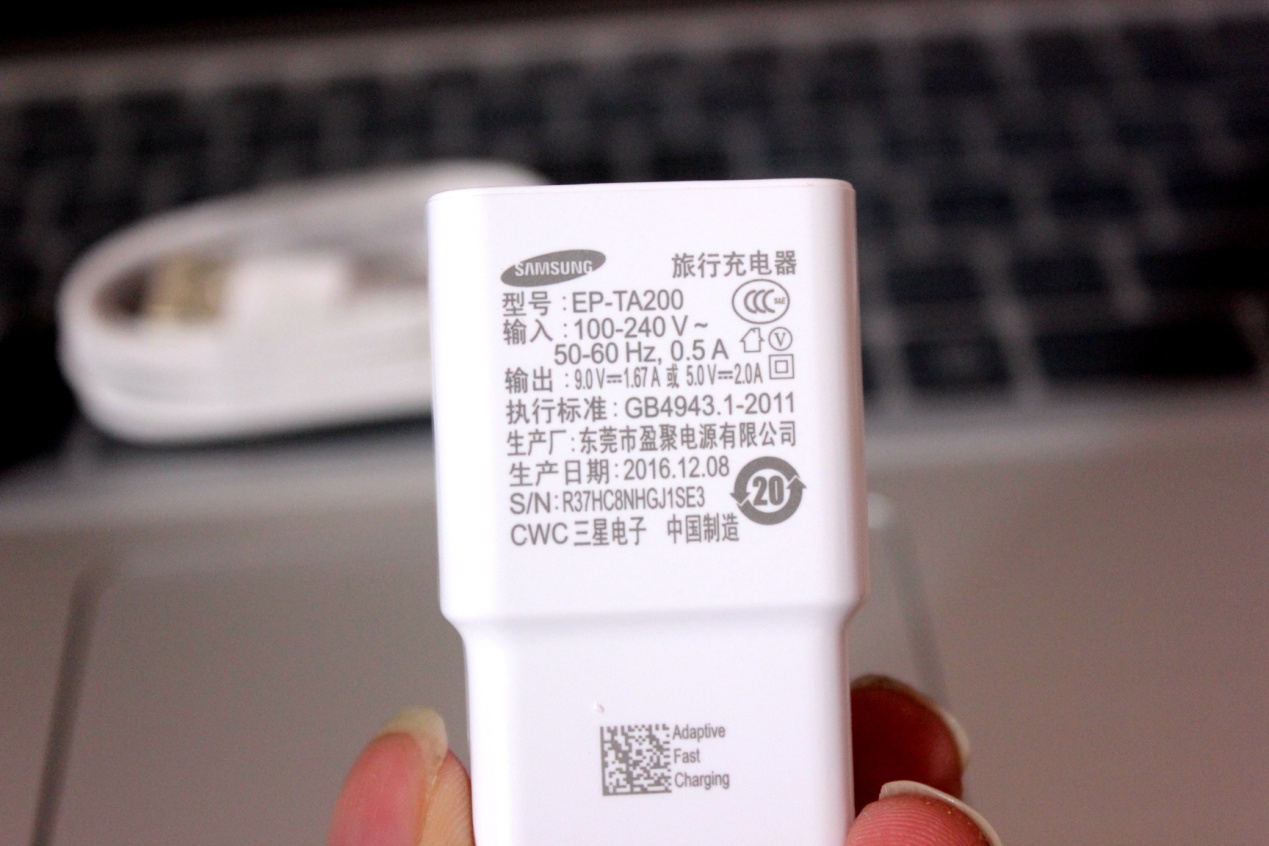 SAMSUNG 旅行充电器
型号 : EP-TA200
CCC S&E
输入 : 100-240 V ~
50-60 Hz, 0.5 A
V
输出 : 9.0 V⎓1.67 A 或 5.0 V⎓2.0A
执行标准 : GB4943.1-2011
生产厂 : 东莞市盈聚电源有限公司
生产日期 : 2016.12.08
20
S/N : R37HC8NHGJ1SE3
CWC 三星电子 中国制造
Adaptive
Fast
Charging